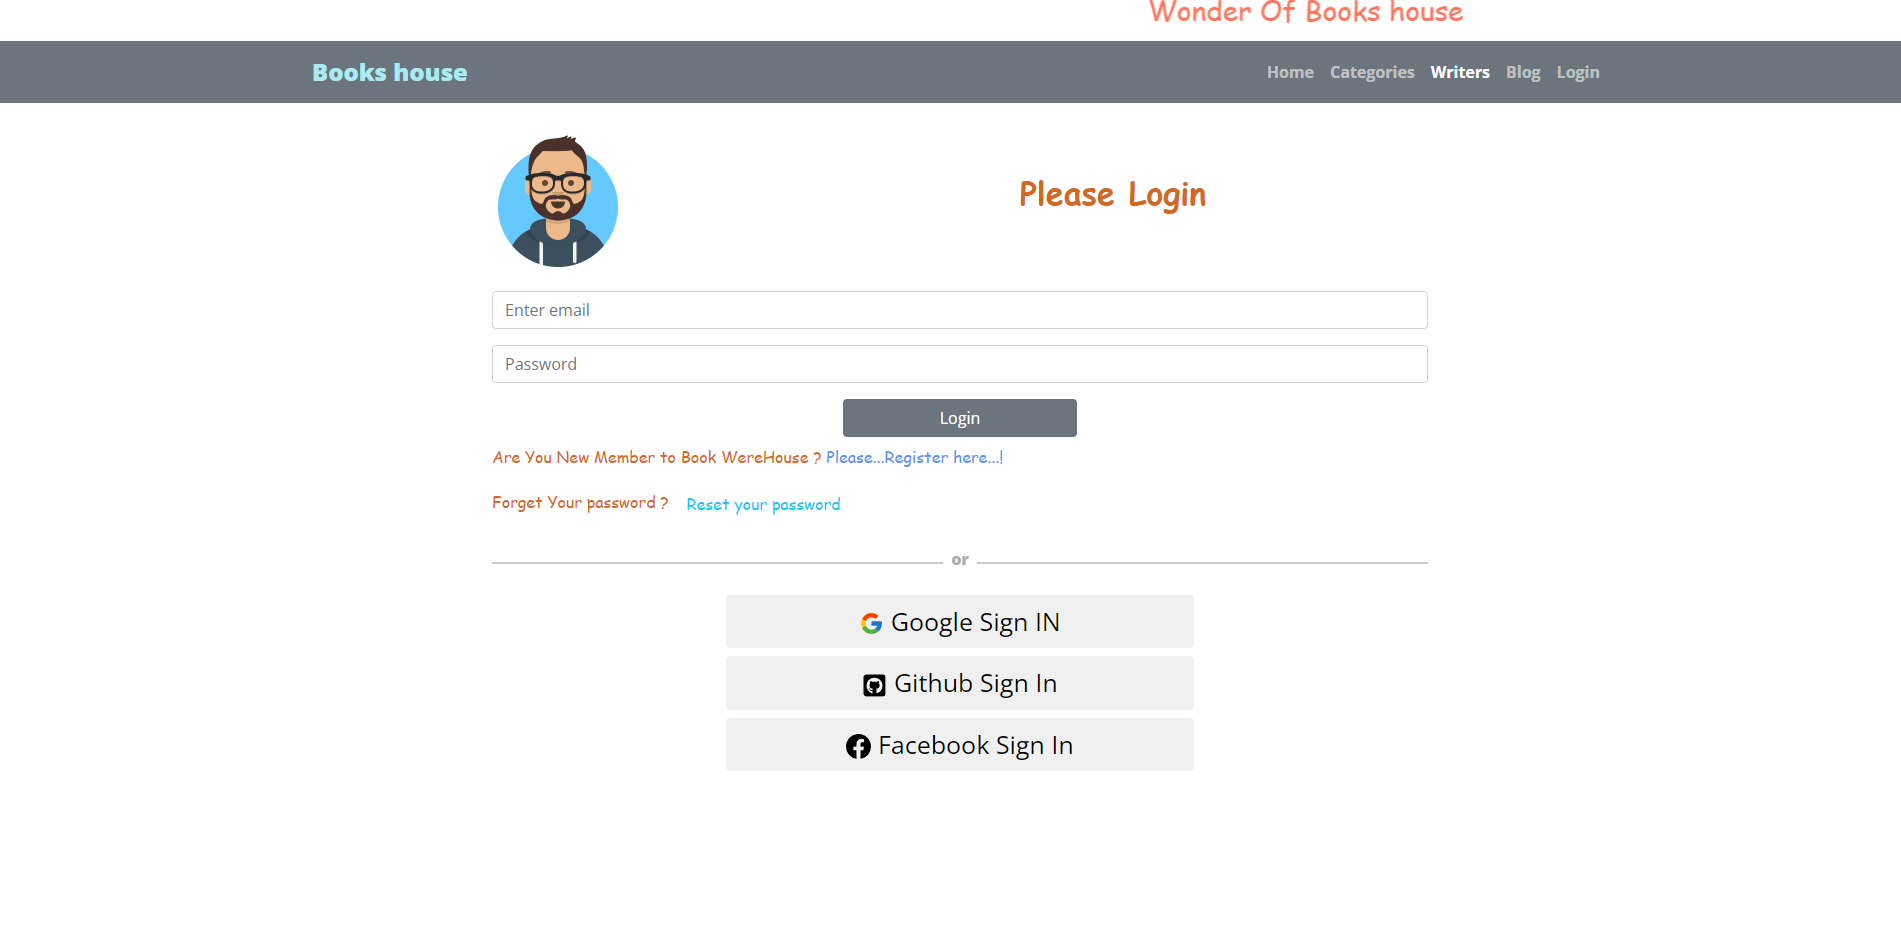 Wonder Of Books house
Books house
Home Categories Writers Blog Login
Please Login
Enter email
Password
Login
Are You New Member to Book WereHouse ? Please...Register here...!
Forget Your password ? Reset your password
or
Google Sign IN
Github Sign In
Facebook Sign In